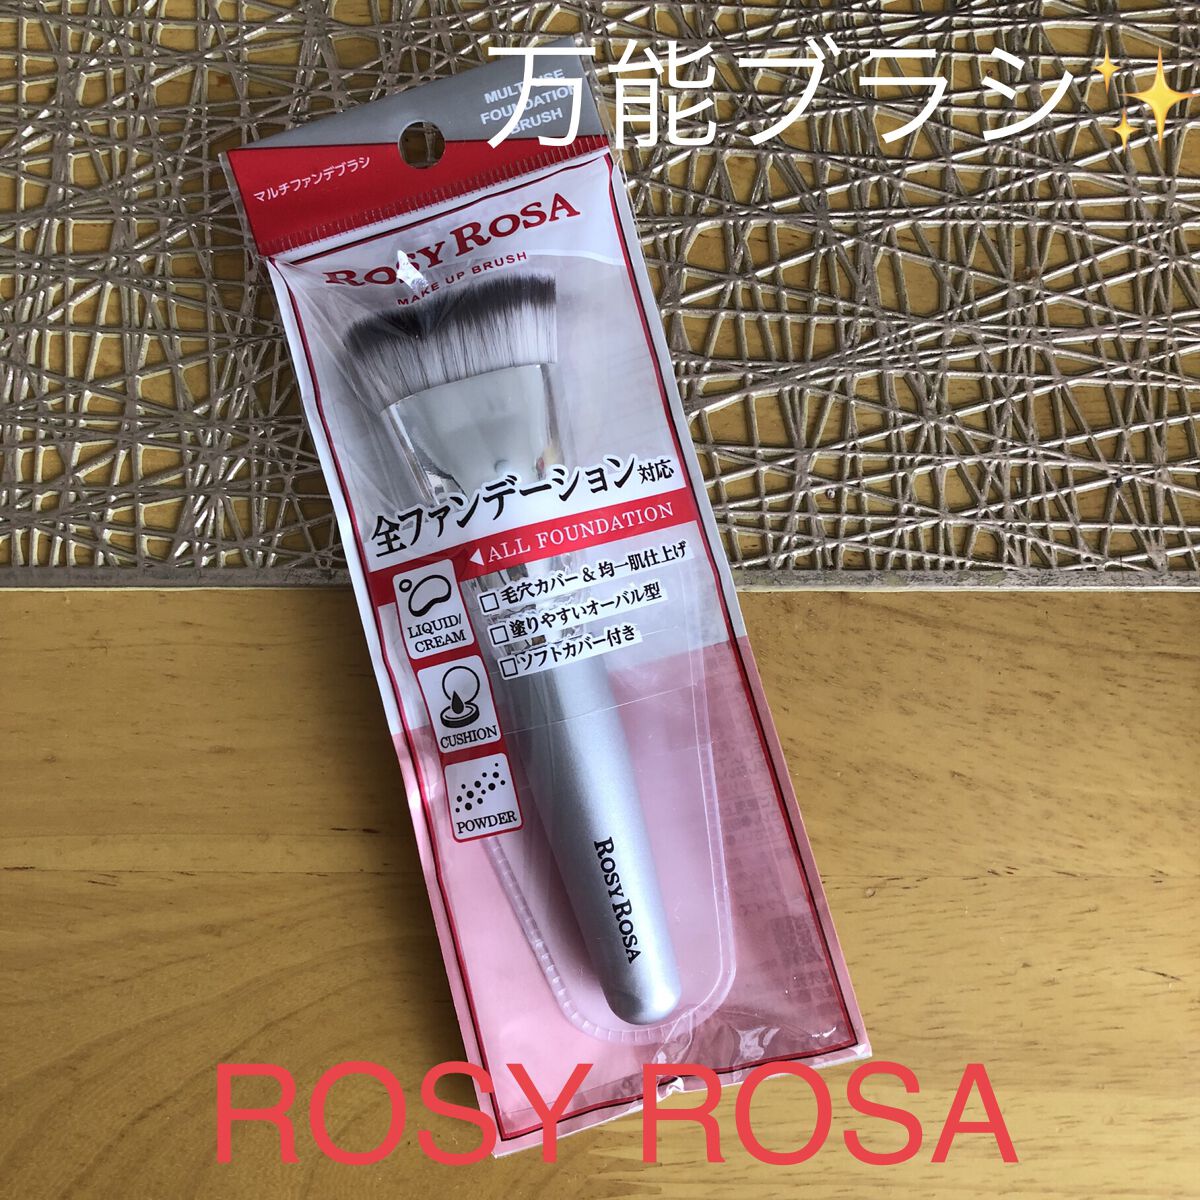 万能ブラシ✨
MULTI USE
FOUNDATION
BRUSH
マルチファンデブラシ
ROSY ROSA
MAKE UP BRUSH
全ファンデーション対応
ALL FOUNDATION
□毛穴カバー＆均一肌仕上げ
□塗りやすいオーバル型
□ソフトカバー付き
LIQUID/
CREAM
CUSHION
POWDER
ROSY ROSA
ROSY ROSA